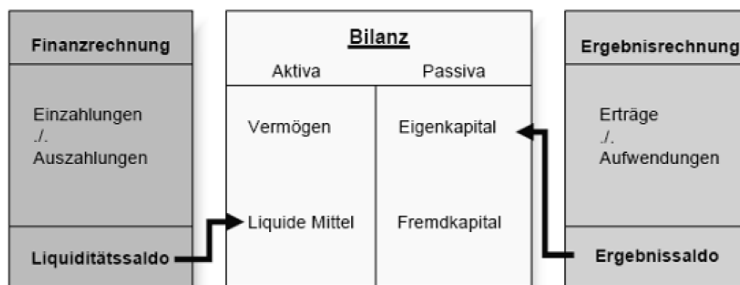 Finanzrechnung
Einzahlungen
./.
Auszahlungen
Liquiditätssaldo
Bilanz
Aktiva Passiva
Vermögen Eigenkapital
Liquide Mittel Fremdkapital
Ergebnisrechnung
Erträge
./.
Aufwendungen
Ergebnissaldo